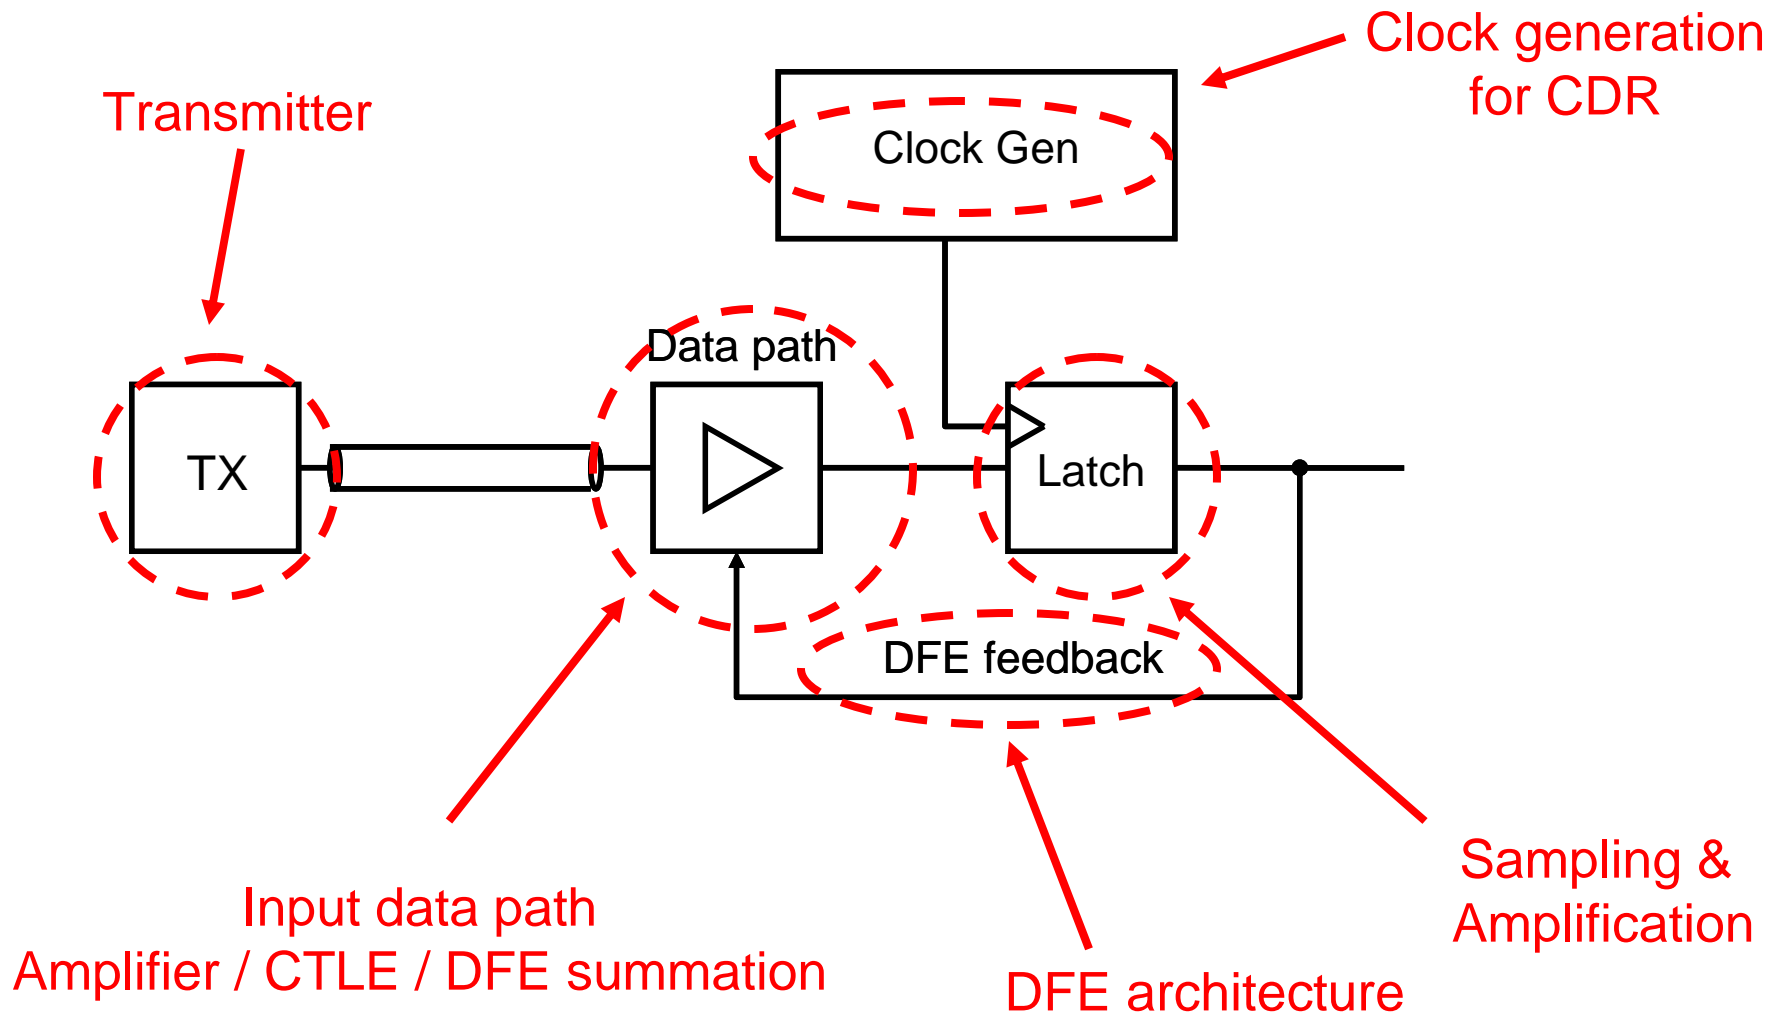 Clock generation
for CDR
Transmitter
Clock Gen
Data path
TX
Latch
DFE feedback
Input data path
Amplifier / CTLE / DFE summation
Sampling &
Amplification
DFE architecture